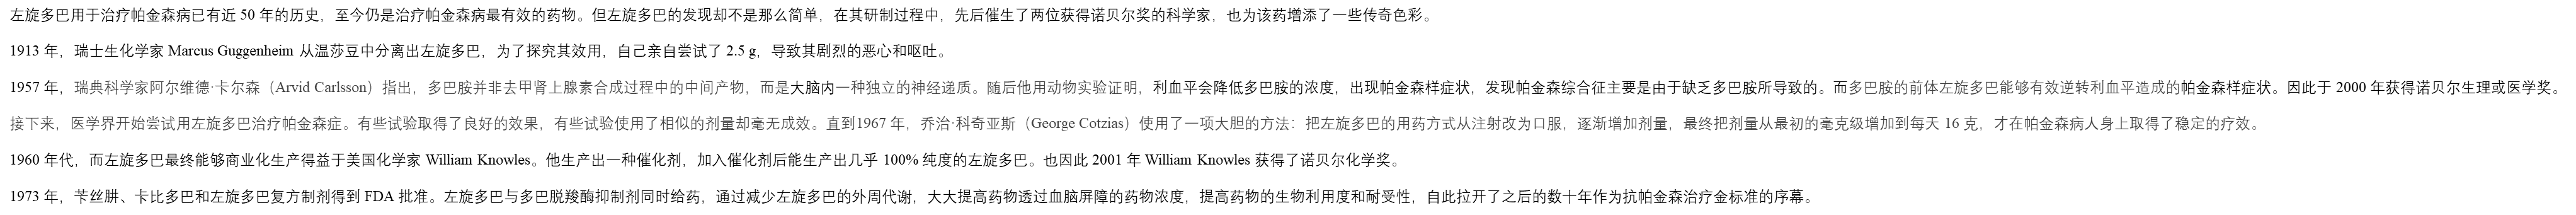 左旋多巴用于治疗帕金森病已有近 50 年的历史，至今仍是治疗帕金森病最有效的药物。但左旋多巴的发现却不是那么简单，在其研制过程中，先后催生了两位获得诺贝尔奖的科学家，也为该药增添了一些传奇色彩。
1913 年，瑞士生化学家 Marcus Guggenheim 从温莎豆中分离出左旋多巴，为了探究其效用，自己亲自尝试了 2.5 g，导致其剧烈的恶心和呕吐。
1957 年，瑞典科学家阿尔维德·卡尔森（Arvid Carlsson）指出，多巴胺并非去甲肾上腺素合成过程中的中间产物，而是大脑内一种独立的神经递质。随后他用动物实验证明，利血平会降低多巴胺的浓度，出现帕金森样症状，发现帕金森综合征主要是由于缺乏多巴胺所导致的。而多巴胺的前体左旋多巴能够有效逆转利血平造成的帕金森样症状。因此于 2000 年获得诺贝尔生理或医学奖。
接下来，医学界开始尝试用左旋多巴治疗帕金森症。有些试验取得了良好的效果，有些试验使用了相似的剂量却毫无成效。直到1967 年，乔治·科奇亚斯（George Cotzias）使用了一项大胆的方法：把左旋多巴的用药方式从注射改为口服，逐渐增加剂量，最终把剂量从最初的毫克级增加到每天 16 克，才在帕金森病人身上取得了稳定的疗效。
1960 年代，而左旋多巴最终能够商业化生产得益于美国化学家 William Knowles。他生产出一种催化剂，加入催化剂后能生产出几乎 100% 纯度的左旋多巴。也因此 2001 年 William Knowles 获得了诺贝尔化学奖。
1973 年，苄丝肼、卡比多巴和左旋多巴复方制剂得到 FDA 批准。左旋多巴与多巴脱羧酶抑制剂同时给药，通过减少左旋多巴的外周代谢，大大提高药物透过血脑屏障的药物浓度，提高药物的生物利用度和耐受性，自此拉开了之后的数十年作为抗帕金森治疗金标准的序幕。